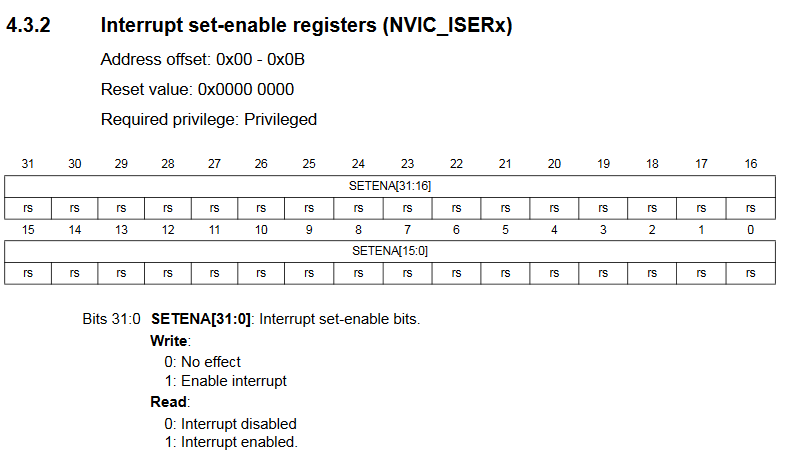 4.3.2 Interrupt set-enable registers (NVIC_ISERx)
Address offset: 0x00 - 0x0B
Reset value: 0x0000 0000
Required privilege: Privileged
31 30 29 28 27 26 25 24 23 22 21 20 19 18 17 16
SETENA[31:16]
rs rs rs rs rs rs rs rs rs rs rs rs rs rs rs rs
15 14 13 12 11 10 9 8 7 6 5 4 3 2 1 0
SETENA[15:0]
rs rs rs rs rs rs rs rs rs rs rs rs rs rs rs rs
Bits 31:0 SETENA[31:0]: Interrupt set-enable bits.
Write:
0: No effect
1: Enable interrupt
Read:
0: Interrupt disabled
1: Interrupt enabled.